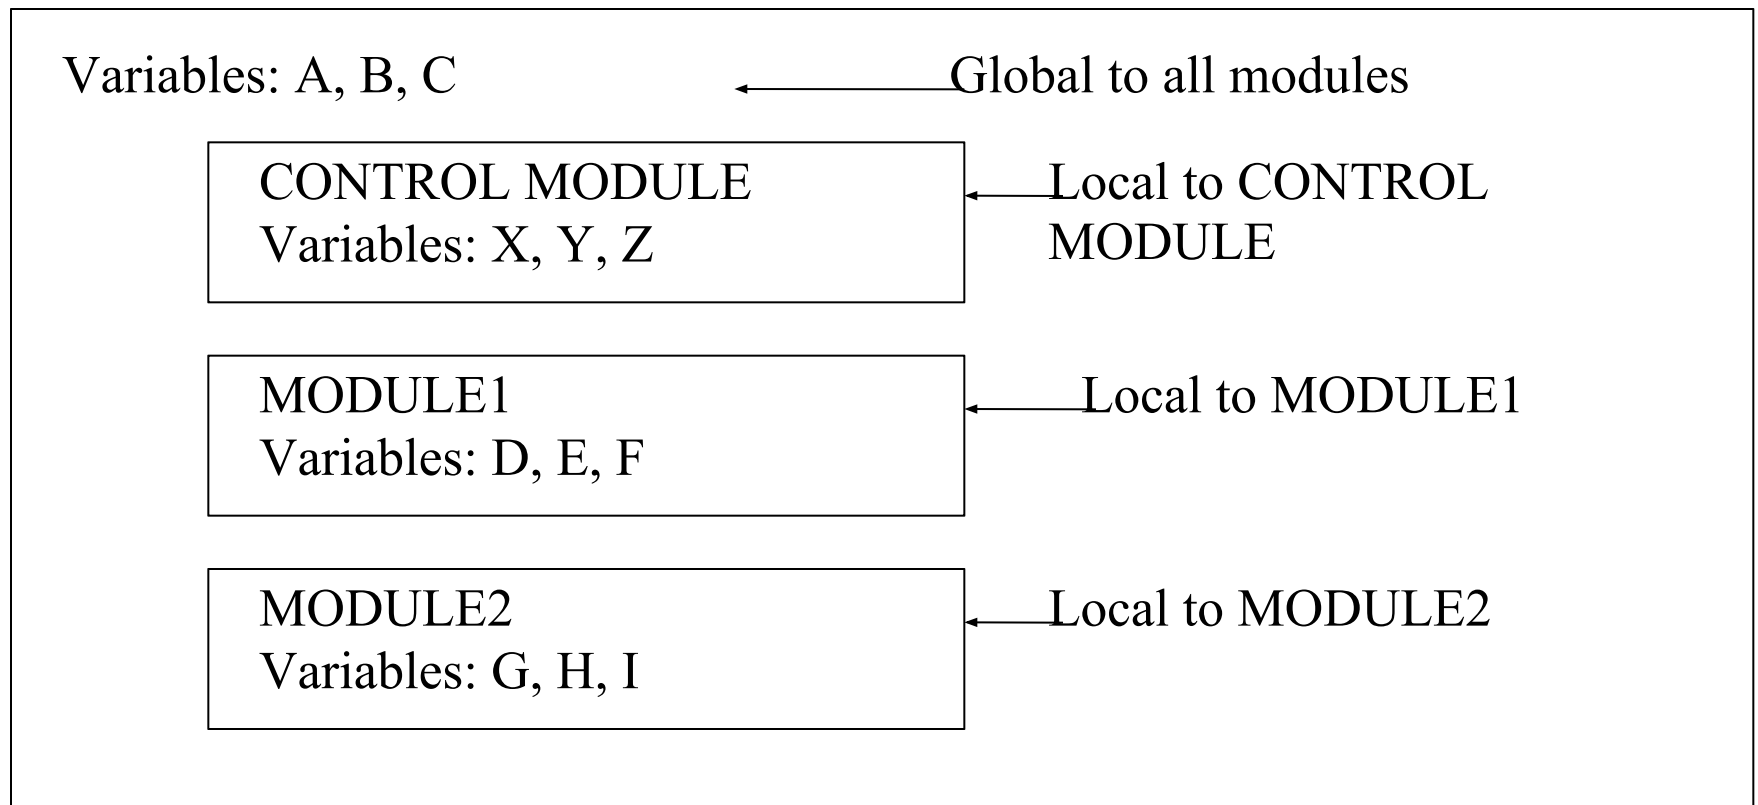 Variables: A, B, C
Global to all modules
CONTROL MODULE
Variables: X, Y, Z
Local to CONTROL
MODULE
MODULE1
Variables: D, E, F
Local to MODULE1
MODULE2
Variables: G, H, I
Local to MODULE2